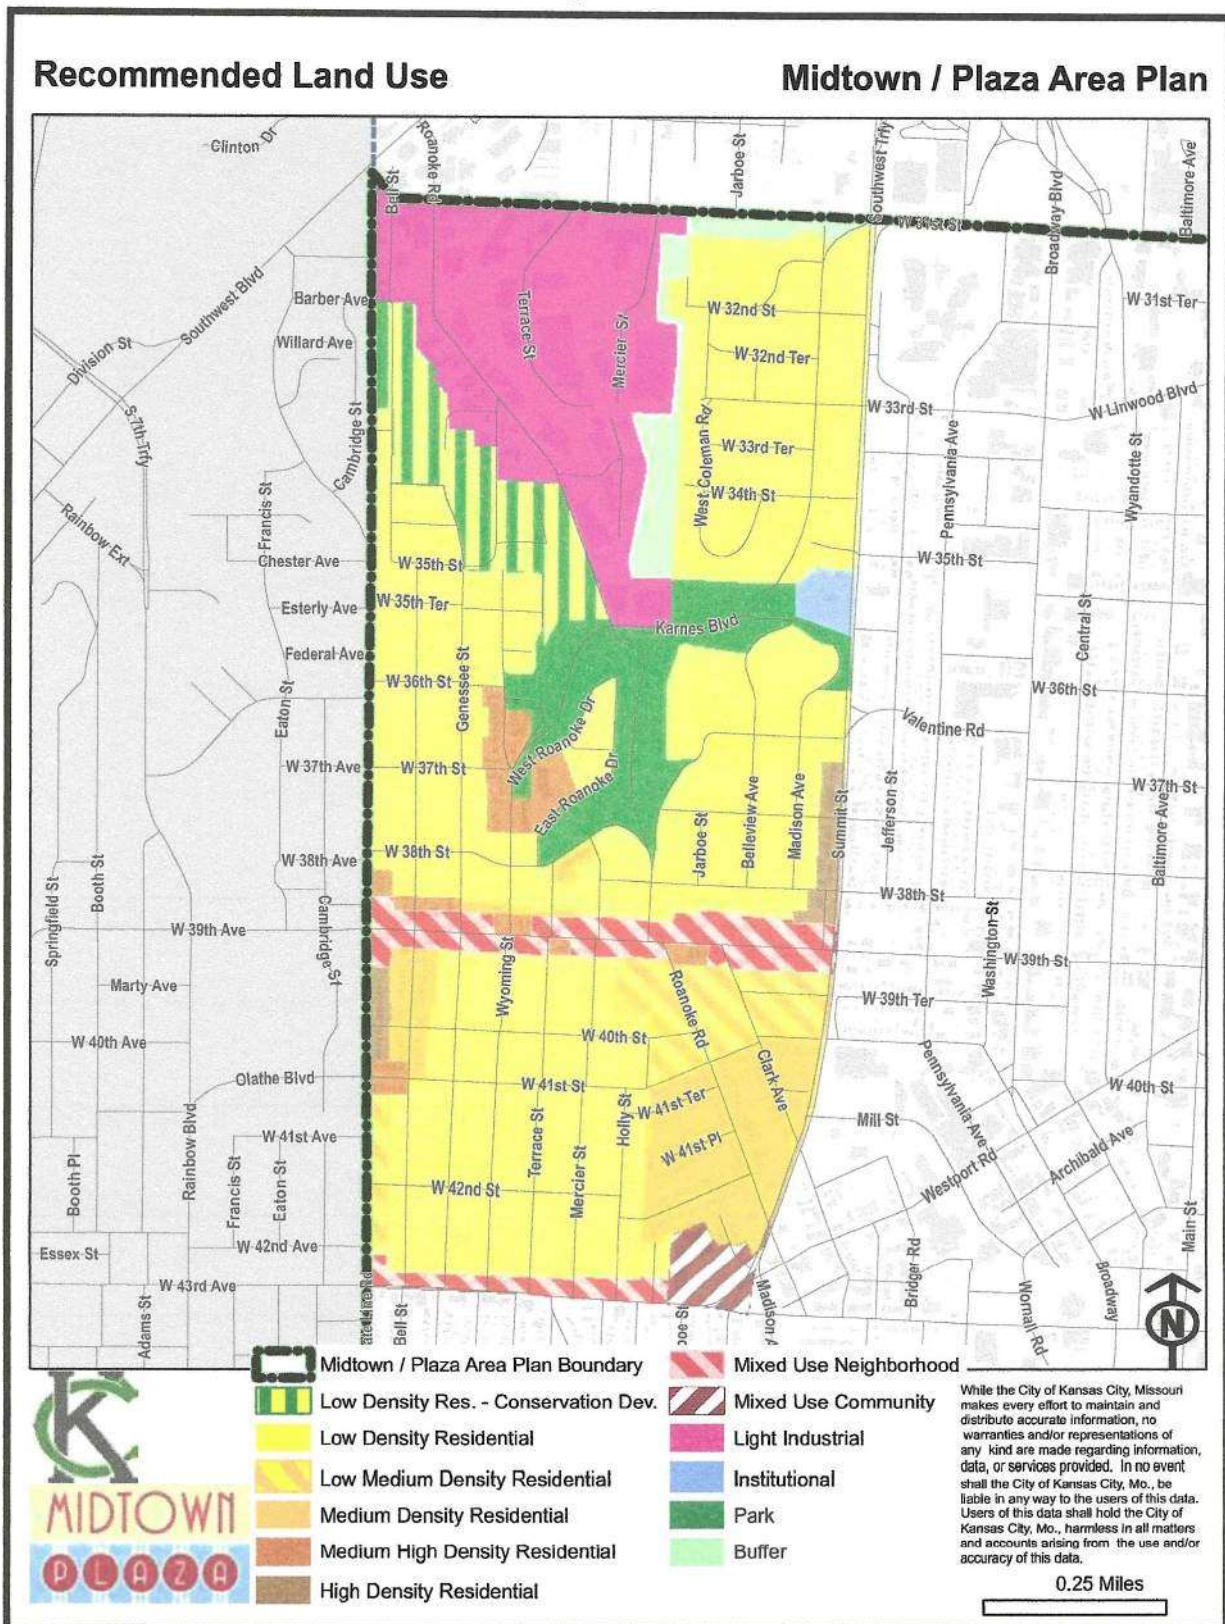 Recommended Land Use
Midtown / Plaza Area Plan
Clinton Dr
Roanoke Rd
Bell St
Jarboe St
Southwest Trfy
Broadway Blvd
Baltimore Ave
W 31st St
Southwest Blvd
Barber Ave
Terrace St
Mercier St
W 32nd St
W 31st Ter
Division St
Willard Ave
W 32nd Ter
S 7th Trfy
Cambridge St
West Coleman Rd
W 33rd St
W Linwood Blvd
W 33rd Ter
Pennsylvania Ave
Wyandotte St
W 34th St
Rainbow Ext
Francis St
Chester Ave
W 35th St
W 35th St
Esterly Ave
W 35th Ter
Karnes Blvd
Central St
Federal Ave
Genessee St
W 36th St
W 36th St
Eaton St
West Roanoke Dr
Valentine Rd
W 37th Ave
W 37th St
East Roanoke Dr
W 37th St
Jarboe St
Belleview Ave
Madison Ave
Summit St
Jefferson St
Baltimore Ave
W 38th Ave
W 38th St
W 38th St
Springfield St
Booth St
W 39th Ave
Cambridge St
Wyoming St
Washington St
W 39th St
Marty Ave
Roanoke Rd
W 39th Ter
W 40th Ave
W 40th St
Clark Ave
Pennsylvania Ave
Olathe Blvd
W 41st St
W 40th St
Rainbow Blvd
W 41st Ave
Terrace St
Holly St
W 41st Ter
Mill St
W 41st Pl
Archibald Ave
Westport Rd
Booth Pl
Francis St
Eaton St
W 42nd St
Mercier St
Main St
Essex St
W 42nd Ave
Bridger Rd
Broadway
W 43rd Ave
Adams St
Bell St
Madison A
Wornall Rd
N
Midtown / Plaza Area Plan Boundary
Low Density Res. - Conservation Dev.
Low Density Residential
Low Medium Density Residential
Medium Density Residential
Medium High Density Residential
High Density Residential
Mixed Use Neighborhood
Mixed Use Community
Light Industrial
Institutional
Park
Buffer
KC
MIDTOWN
PLAZA
While the City of Kansas City, Missouri
makes every effort to maintain and
distribute accurate information, no
warranties and/or representations of
any kind are made regarding information,
data, or services provided. In no event
shall the City of Kansas City, Mo., be
liable in any way to the users of this data.
Users of this data shall hold the City of
Kansas City, Mo., harmless in all matters
and accounts arising from the use and/or
accuracy of this data.
0.25 Miles